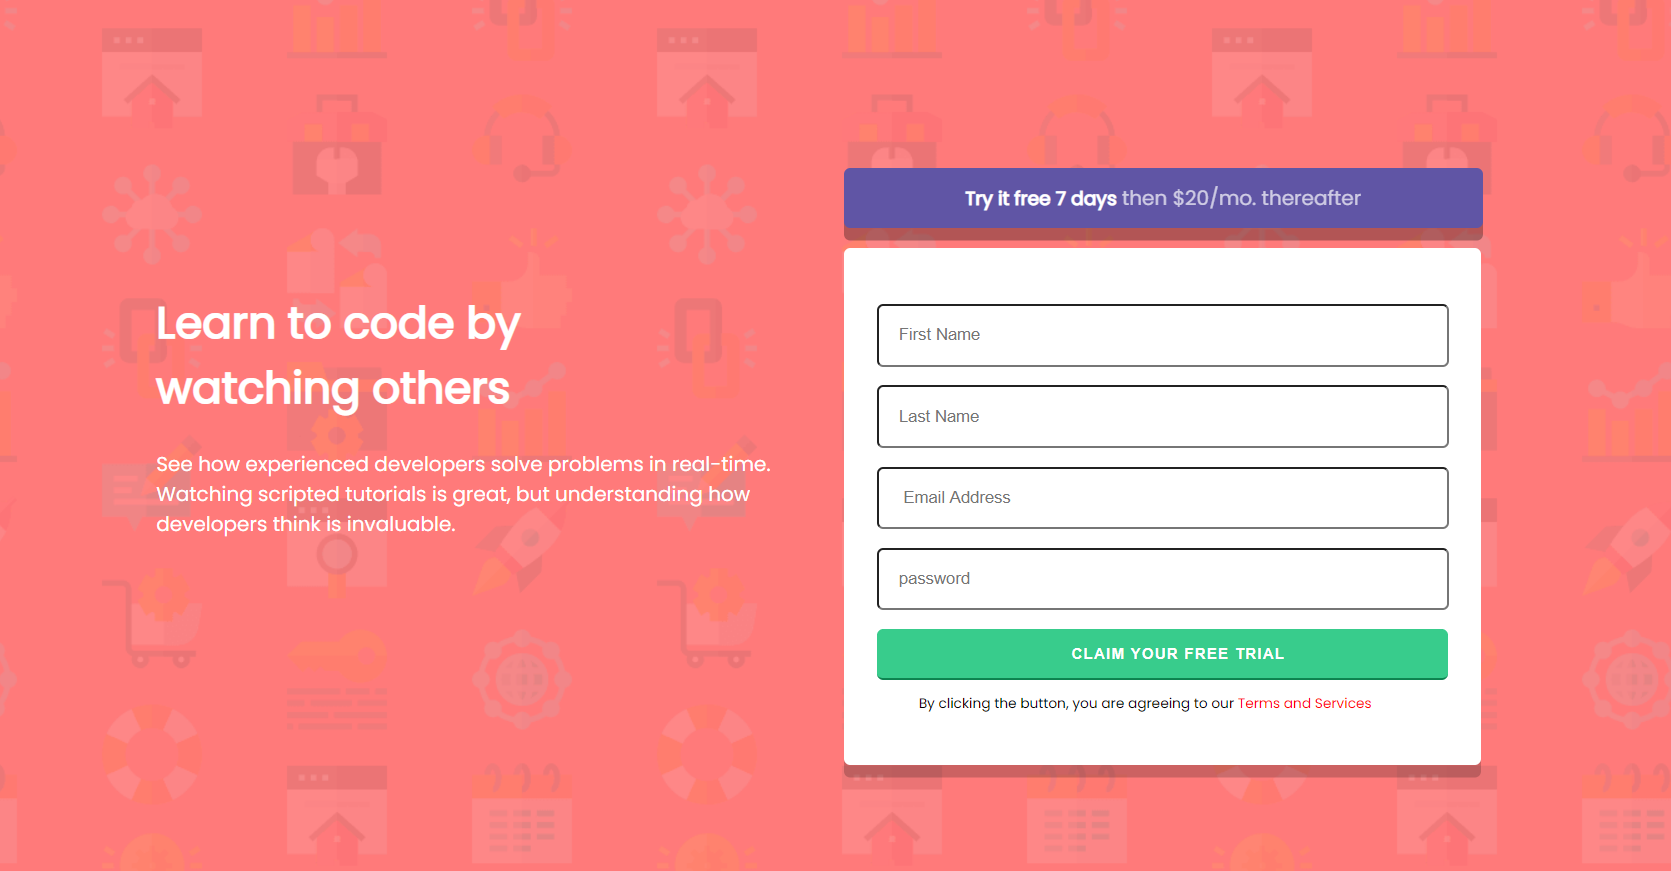 Learn to code by
watching others
See how experienced developers solve problems in real-time.
Watching scripted tutorials is great, but understanding how
developers think is invaluable.
Try it free 7 days then $20/mo. thereafter
First Name
Last Name
Email Address
password
CLAIM YOUR FREE TRIAL
By clicking the button, you are agreeing to our Terms and Services